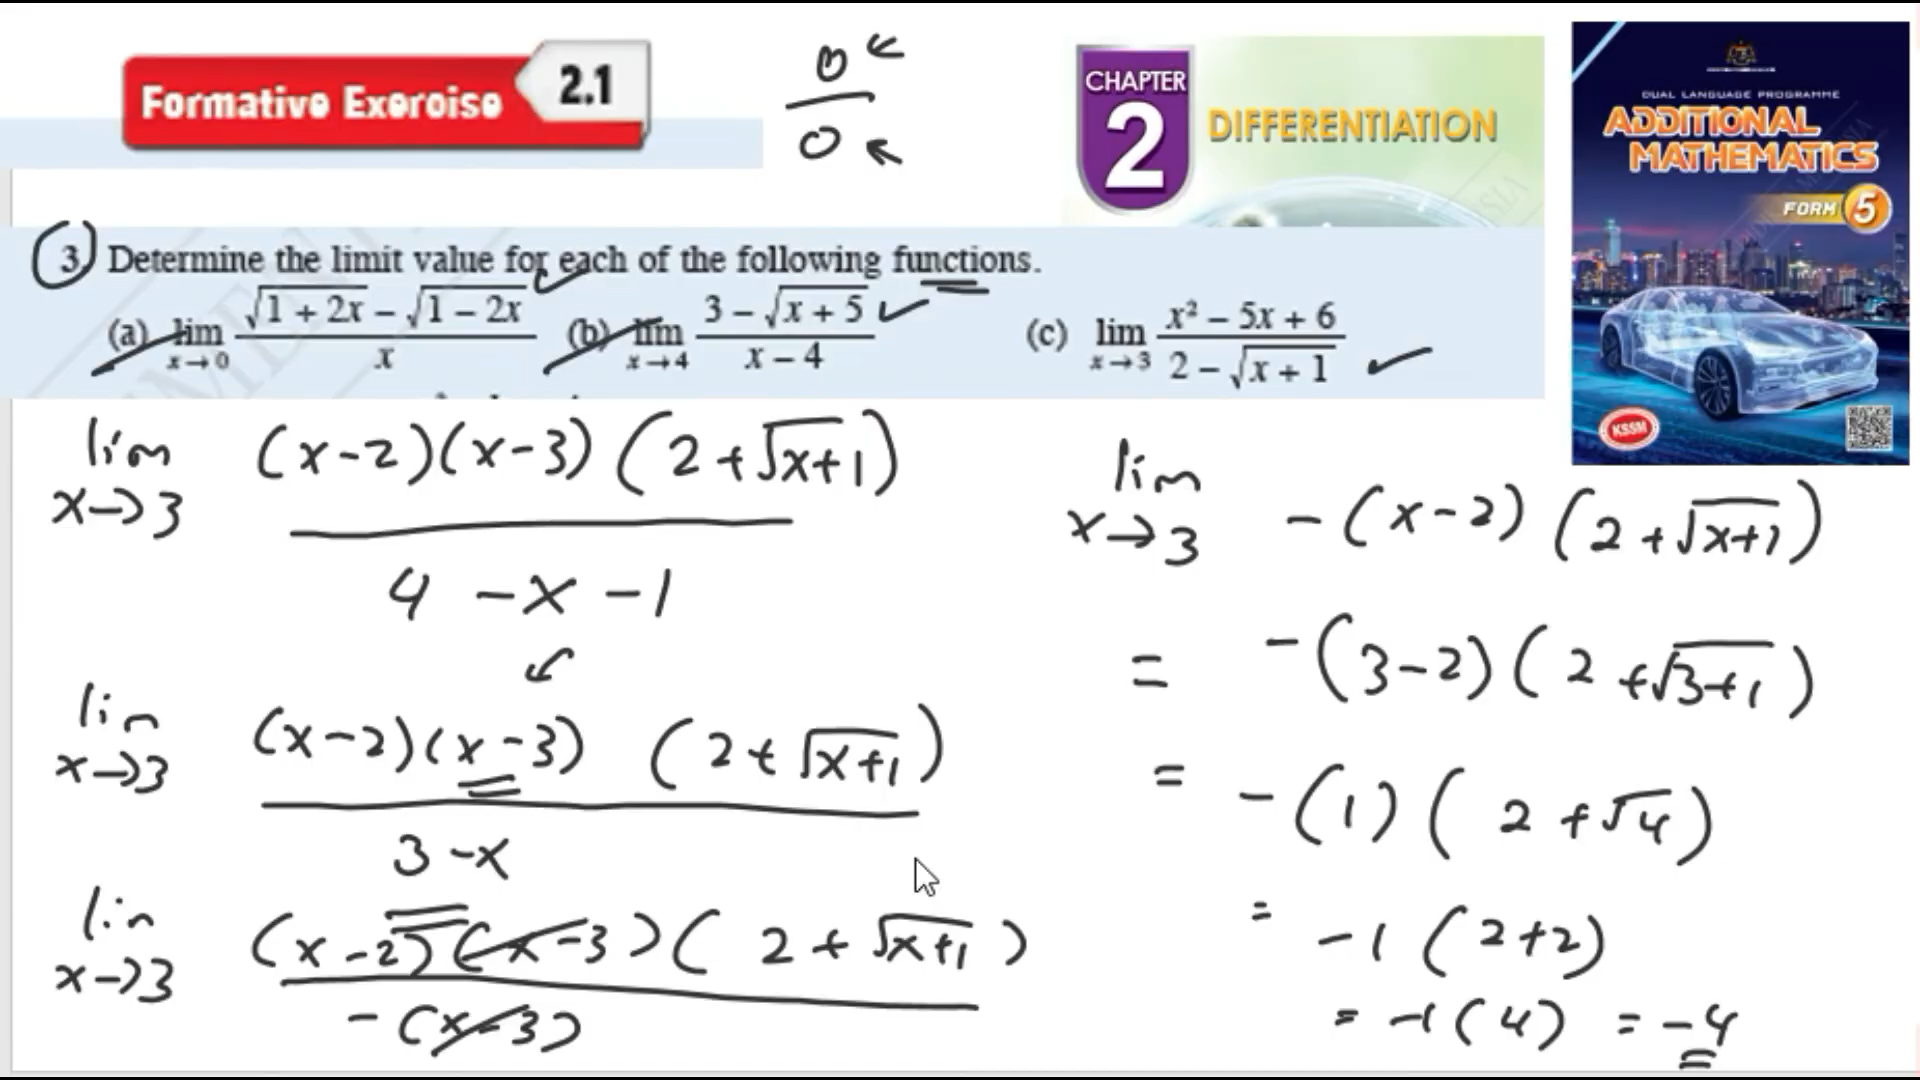 Formative Exercise 2.1
0
0
CHAPTER
2
DIFFERENTIATION
DUAL LANGUAGE PROGRAMME
ADDITIONAL
MATHEMATICS
FORM 5
KSSM
3. Determine the limit value for each of the following functions.
(a) lim x→0 (√(1 + 2x) − √(1 − 2x)) / x (b) lim x→4 (3 − √(x + 5)) / (x − 4) (c) lim x→3 (x² − 5x + 6) / (2 − √(x + 1))
lim x→3 (x-2)(x-3)(2+√(x+1))
4 - x - 1
lim x→3 (x-2)(x-3) (2+√(x+1))
3-x
lim x→3 (x-2)(x-3)(2+√(x+1))
-(x-3)
lim x→3 -(x-2)(2+√(x+1))
= -(3-2)(2+√(3+1))
= -(1)(2+√4)
= -1(2+2)
= -1(4) = -4